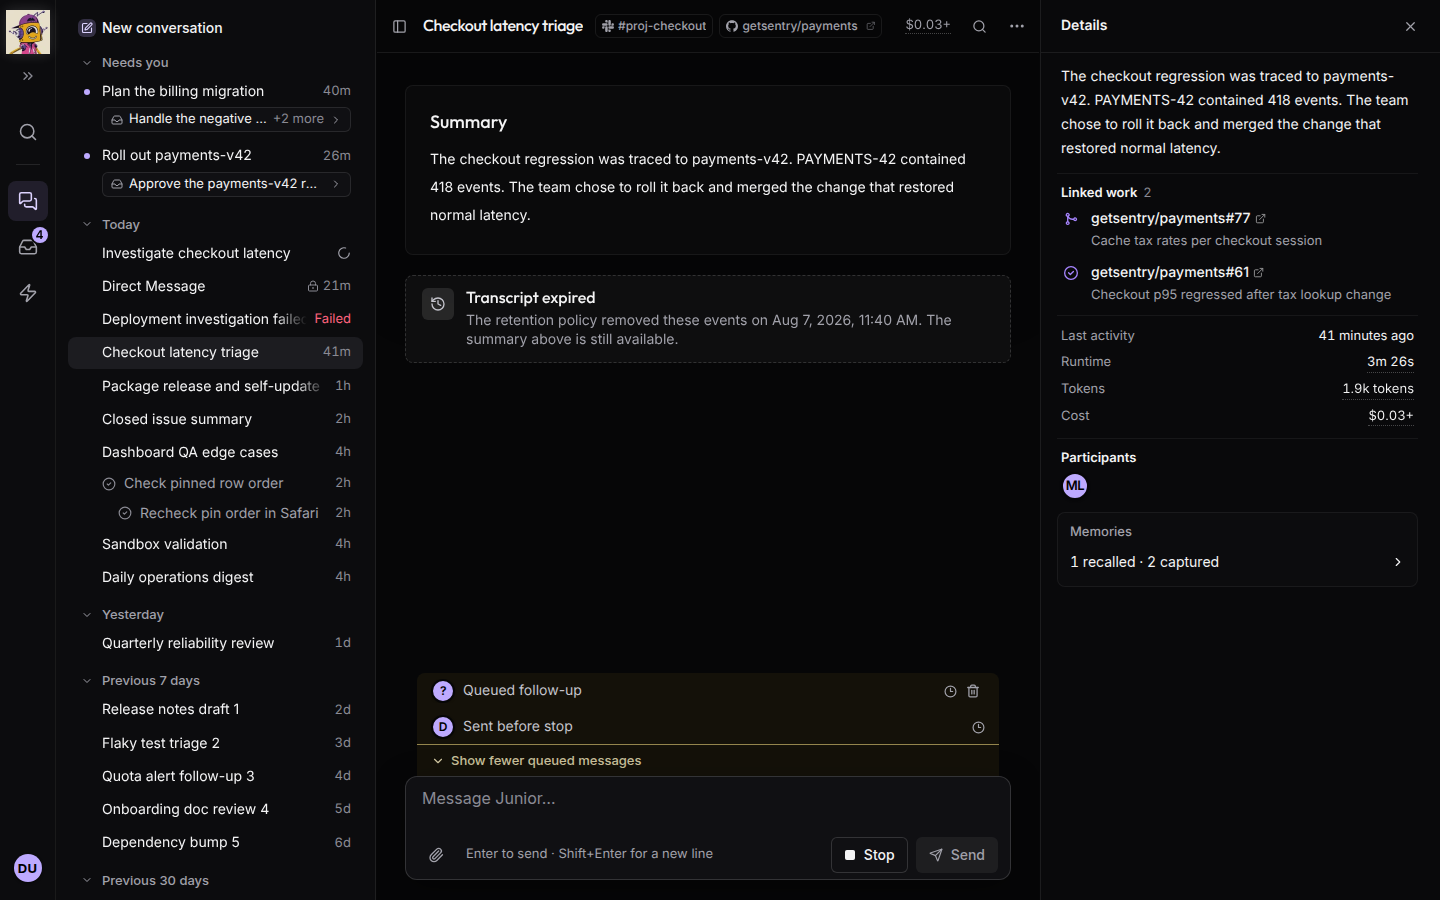 New conversation
Needs you
Plan the billing migration 40m
Handle the negative ... +2 more
Roll out payments-v42 26m
Approve the payments-v42 r...
Today
Investigate checkout latency
Direct Message 21m
Deployment investigation failed Failed
Checkout latency triage 41m
Package release and self-update 1h
Closed issue summary 2h
Dashboard QA edge cases 4h
Check pinned row order 2h
Recheck pin order in Safari 2h
Sandbox validation 4h
Daily operations digest 4h
Yesterday
Quarterly reliability review 1d
Previous 7 days
Release notes draft 1 2d
Flaky test triage 2 3d
Quota alert follow-up 3 4d
Onboarding doc review 4 5d
Dependency bump 5 6d
Previous 30 days
4
DU
Checkout latency triage #proj-checkout getsentry/payments $0.03+
Summary
The checkout regression was traced to payments-v42. PAYMENTS-42 contained
418 events. The team chose to roll it back and merged the change that restored
normal latency.
Transcript expired
The retention policy removed these events on Aug 7, 2026, 11:40 AM. The
summary above is still available.
? Queued follow-up
D Sent before stop
Show fewer queued messages
Message Junior...
Enter to send · Shift+Enter for a new line
Stop
Send
Details
The checkout regression was traced to payments-
v42. PAYMENTS-42 contained 418 events. The team
chose to roll it back and merged the change that
restored normal latency.
Linked work 2
getsentry/payments#77
Cache tax rates per checkout session
getsentry/payments#61
Checkout p95 regressed after tax lookup change
Last activity 41 minutes ago
Runtime 3m 26s
Tokens 1.9k tokens
Cost $0.03+
Participants
ML
Memories
1 recalled · 2 captured